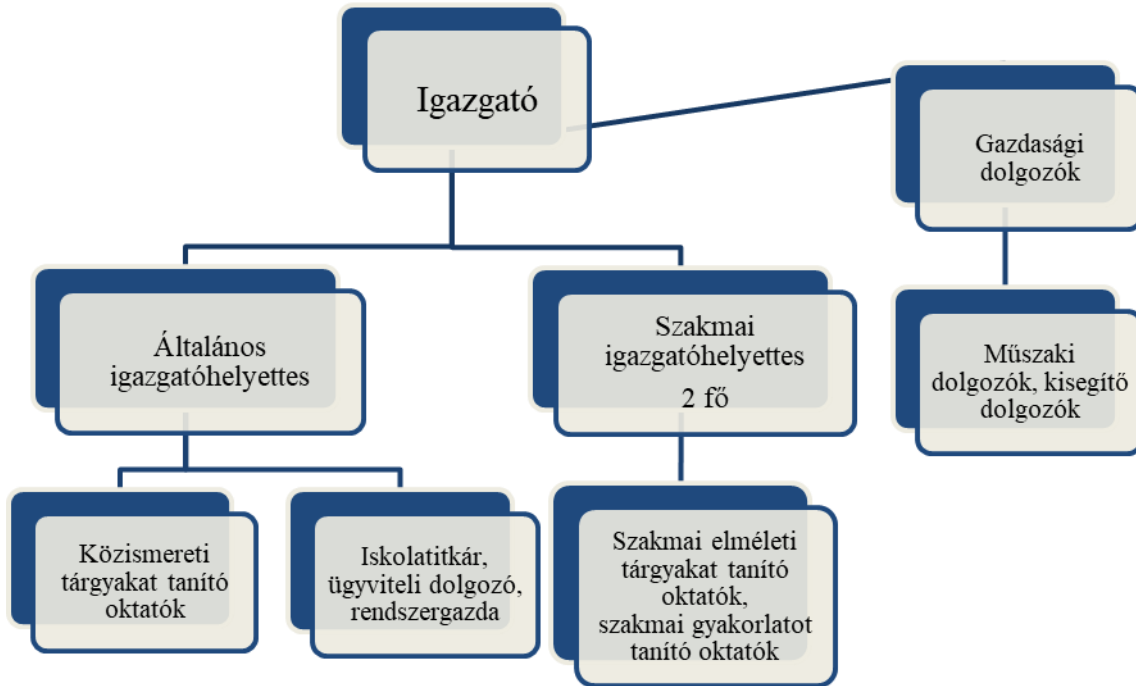 Igazgató
Gazdasági
dolgozók
Általános
igazgatóhelyettes
Szakmai
igazgatóhelyettes
2 fő
Műszaki
dolgozók, kisegítő
dolgozók
Közismereti
tárgyakat tanító
oktatók
Iskolatitkár,
ügyviteli dolgozó,
rendszergazda
Szakmai elméleti
tárgyakat tanító
oktatók,
szakmai gyakorlatot
tanító oktatók